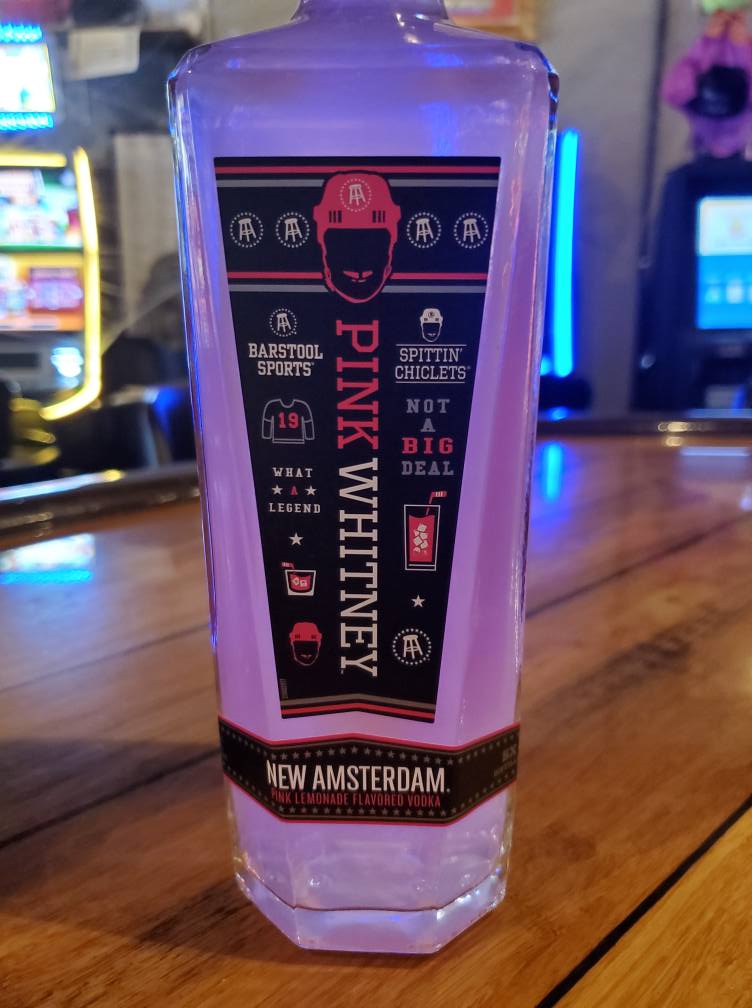 BARSTOOL
SPORTS
SPITTIN'
CHICLETS
19
WHAT
A
LEGEND
NOT
A
BIG
DEAL
PINK WHITNEY
NEW AMSTERDAM
PINK LEMONADE FLAVORED VODKA